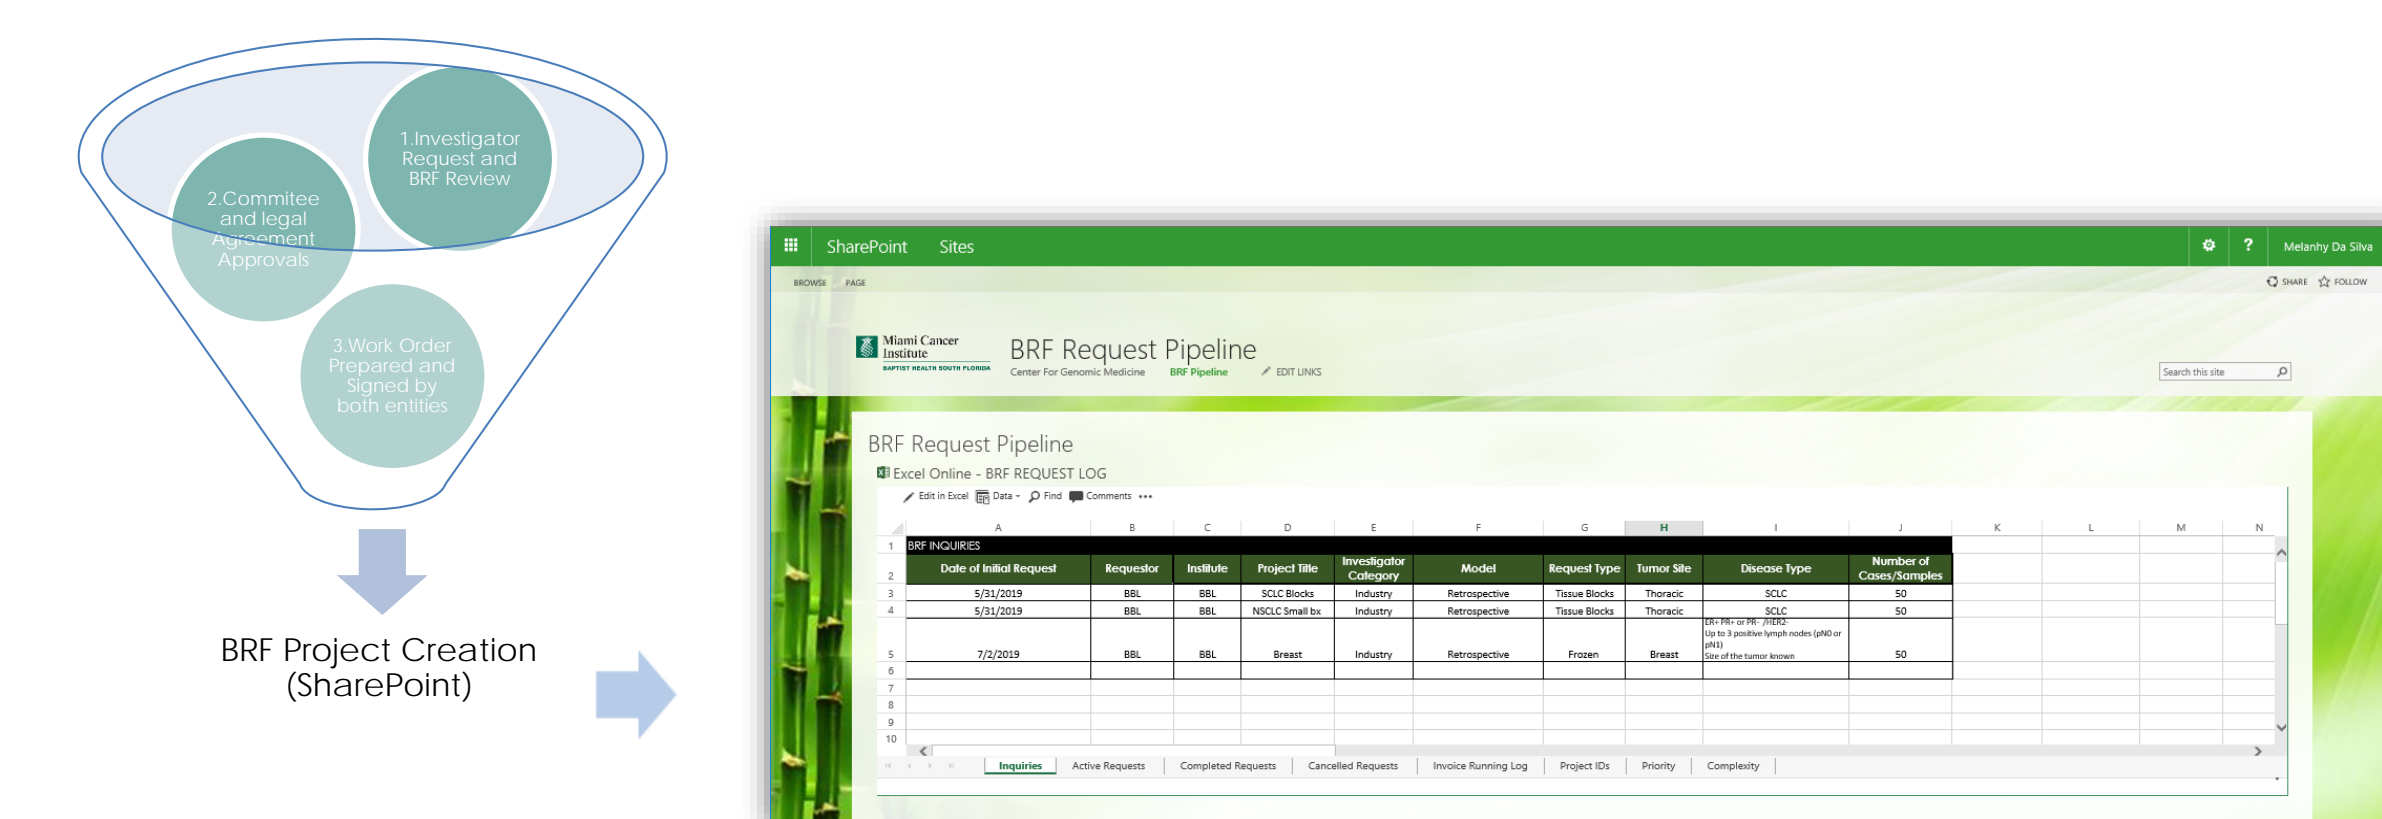 1.Investigator
Request and
BRF Review
2.Commitee
and legal
Agreement
Approvals
3.Work Order
Prepared and
Signed by
both entities
BRF Project Creation
(SharePoint)
SharePoint Sites
? Melanhy Da Silva
BROWSE PAGE
SHARE FOLLOW
Miami Cancer
Institute
BAPTIST HEALTH SOUTH FLORIDA
BRF Request Pipeline
Center For Genomic Medicine BRF Pipeline EDIT LINKS
Search this site
BRF Request Pipeline
Excel Online - BRF REQUEST LOG
Edit in Excel Data Find Comments •••
A B C D E F G H I J K L M N
1 BRF INQUIRIES
2 Date of Initial Request Requestor Institute Project Title Investigator Category Model Request Type Tumor Site Disease Type Number of Cases/Samples
3 5/31/2019 BBL BBL SCLC Blocks Industry Retrospective Tissue Blocks Thoracic SCLC 50
4 5/31/2019 BBL BBL NSCLC Small bx Industry Retrospective Tissue Blocks Thoracic SCLC 50
ER+ PR+ or PR- /HER2-
Up to 3 positive lymph nodes (pN0 or
pN1)
5 7/2/2019 BBL BBL Breast Industry Retrospective Frozen Breast Size of the tumor known 50
6
7
8
9
10
Inquiries Active Requests Completed Requests Cancelled Requests Invoice Running Log Project IDs Priority Complexity